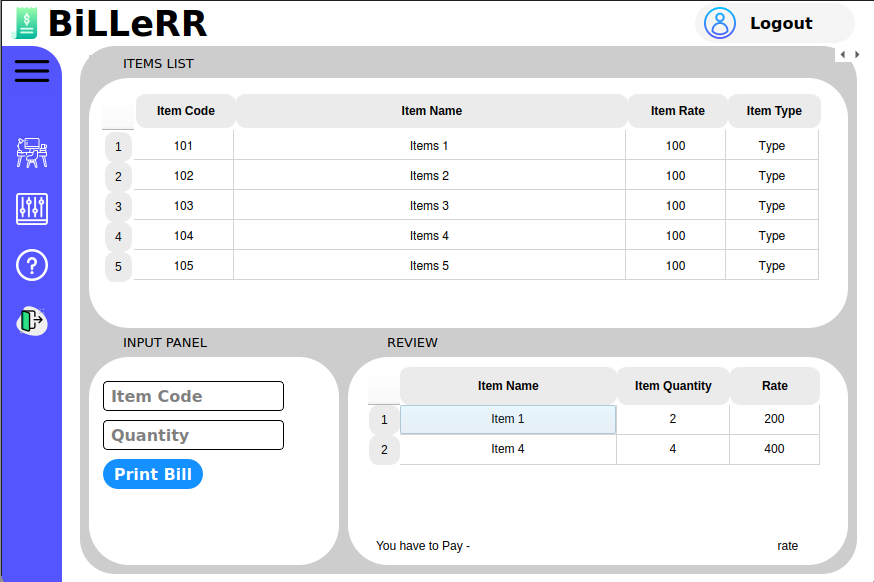 BiLLeRR
Logout
ITEMS LIST
Item Code Item Name Item Rate Item Type
1 101 Items 1 100 Type
2 102 Items 2 100 Type
3 103 Items 3 100 Type
4 104 Items 4 100 Type
5 105 Items 5 100 Type
INPUT PANEL
Item Code
Quantity
Print Bill
REVIEW
Item Name Item Quantity Rate
1 Item 1 2 200
2 Item 4 4 400
You have to Pay - rate